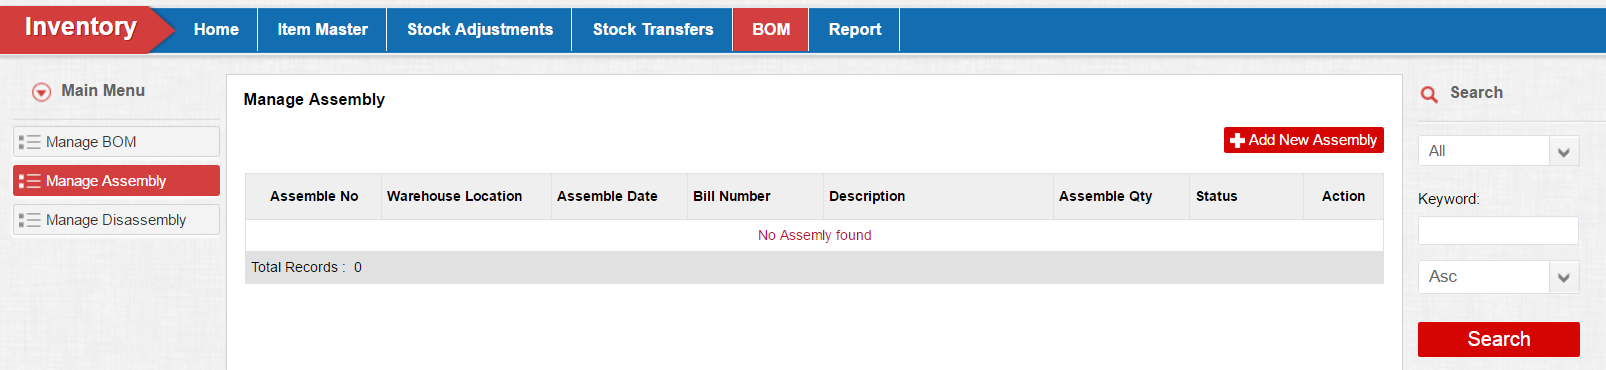 Inventory
Home
Item Master
Stock Adjustments
Stock Transfers
BOM
Report
Main Menu
Manage BOM
Manage Assembly
Manage Disassembly
Manage Assembly
Add New Assembly
Assemble No Warehouse Location Assemble Date Bill Number Description Assemble Qty Status Action
No Assemly found
Total Records : 0
Search
All
Keyword:
Asc
Search